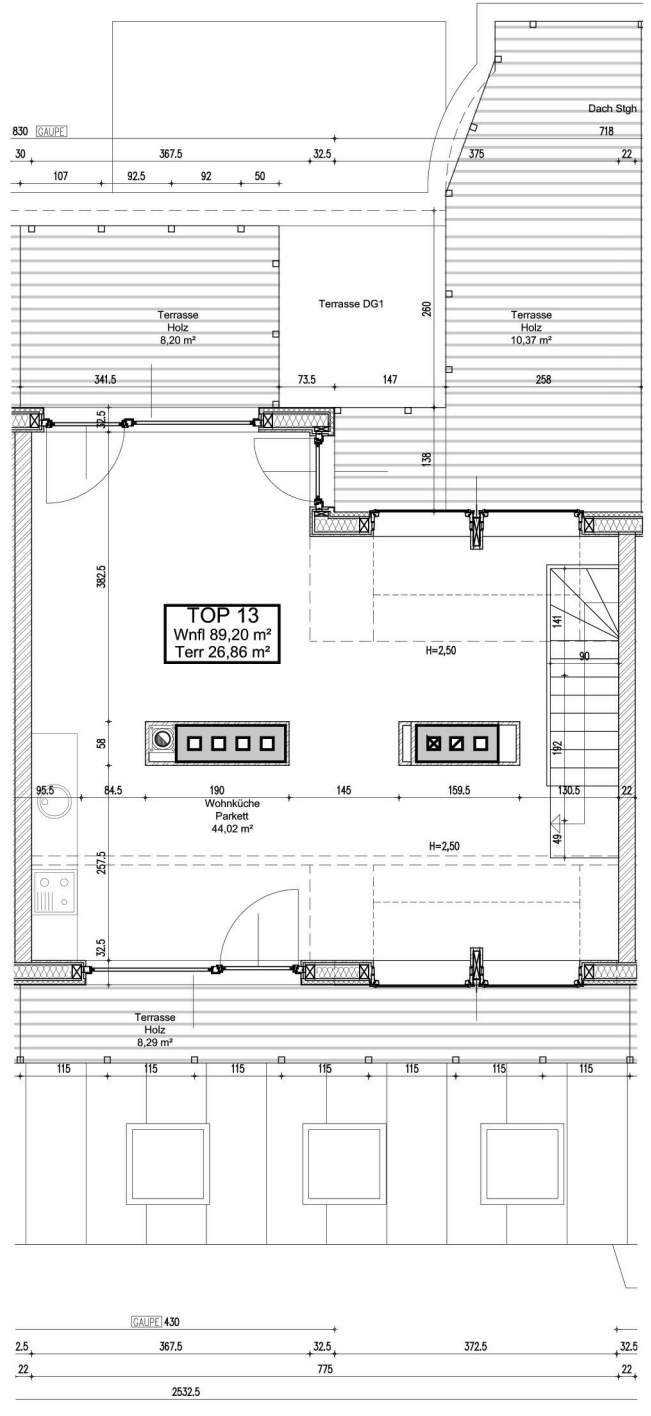 Dach Stgh
830 GAUPE 718
30 367.5 32.5 375 22
107 92.5 92 50
Terrasse
Holz
8,20 m²
Terrasse DG1
260
Terrasse
Holz
10,37 m²
341.5 73.5 147 258
32.5
138
382.5
TOP 13
Wnfl 89,20 m²
Terr 26,86 m²
H=2,50
141
90
58
192
95.5 84.5 190 145 159.5 130.5 22
Wohnküche
Parkett
44,02 m²
H=2,50
49
257.5
32.5
Terrasse
Holz
8,29 m²
115 115 115 115 115 115 115
GAUPE 430
2.5 367.5 32.5 372.5 32.5
22 775 22
2532.5